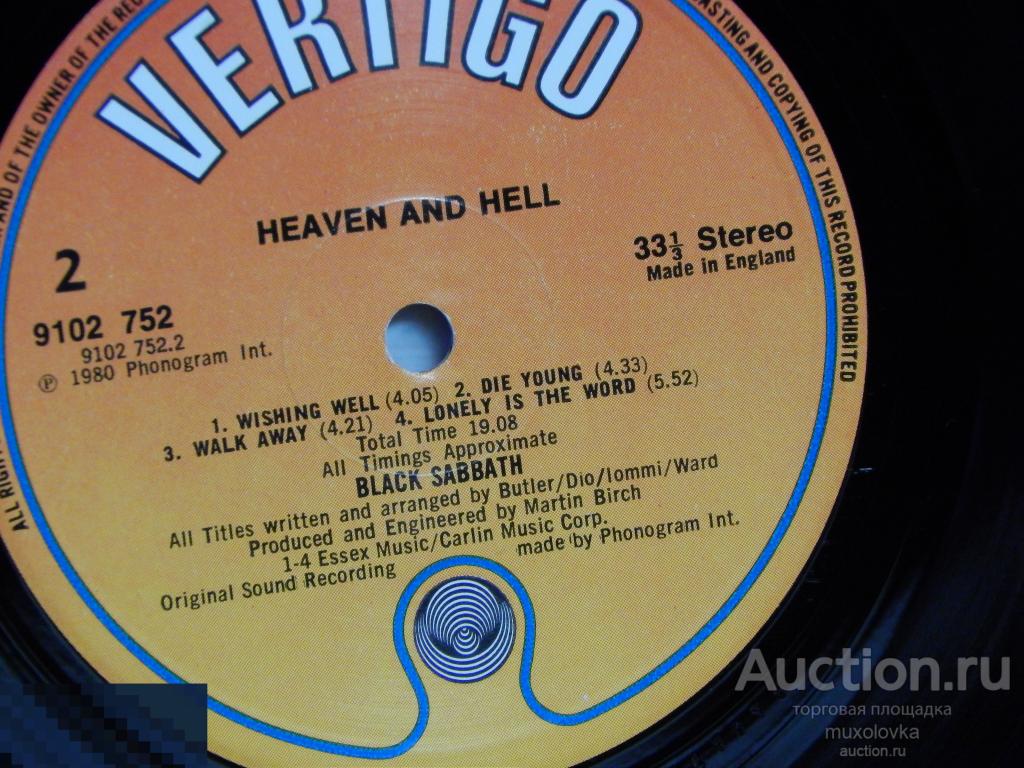 VERTIGO
AND OF THE OWNER OF THE REC
CASTING AND COPYING OF THIS RECORD PROHIBITED
ALL RIGHT
HEAVEN AND HELL
2
33⅓ Stereo
Made in England
9102 752
9102 752.2
℗ 1980 Phonogram Int.
1. WISHING WELL (4.05) 2. DIE YOUNG (4.33)
3. WALK AWAY (4.21) 4. LONELY IS THE WORD (5.52)
Total Time 19.08
All Timings Approximate
BLACK SABBATH
All Titles written and arranged by Butler/Dio/Iommi/Ward
Produced and Engineered by Martin Birch
1-4 Essex Music/Carlin Music Corp.
Original Sound Recording made by Phonogram Int.
Auction.ru
торговая площадка
muxolovka
auction.ru